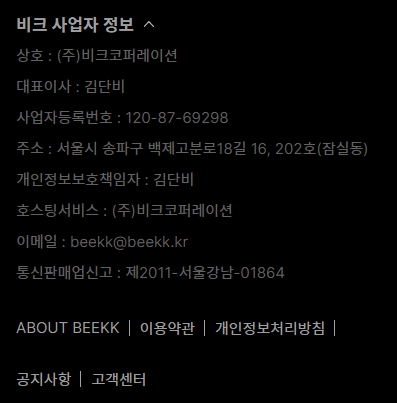 비크 사업자 정보
상호 : (주)비크코퍼레이션
대표이사 : 김단비
사업자등록번호 : 120-87-69298
주소 : 서울시 송파구 백제고분로18길 16, 202호(잠실동)
개인정보보호책임자 : 김단비
호스팅서비스 : (주)비크코퍼레이션
이메일 : beekk@beekk.kr
통신판매업신고 : 제2011-서울강남-01864
ABOUT BEEKK | 이용약관 | 개인정보처리방침 |
공지사항 | 고객센터